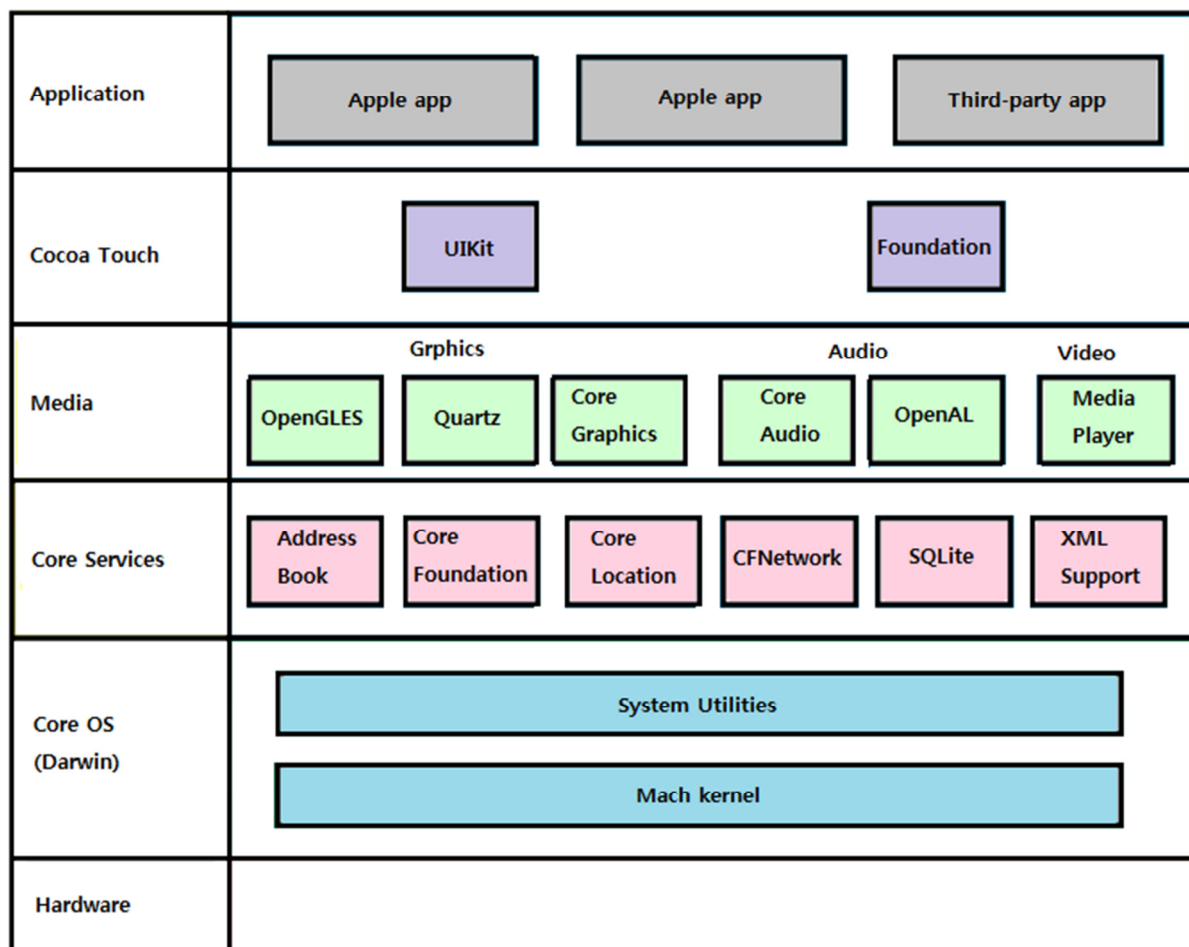 Application
Apple app
Apple app
Third-party app
Cocoa Touch
UIKit
Foundation
Media
Grphics
Audio
Video
OpenGLES
Quartz
Core
Graphics
Core
Audio
OpenAL
Media
Player
Core Services
Address
Book
Core
Foundation
Core
Location
CFNetwork
SQLite
XML
Support
Core OS
(Darwin)
System Utilities
Mach kernel
Hardware